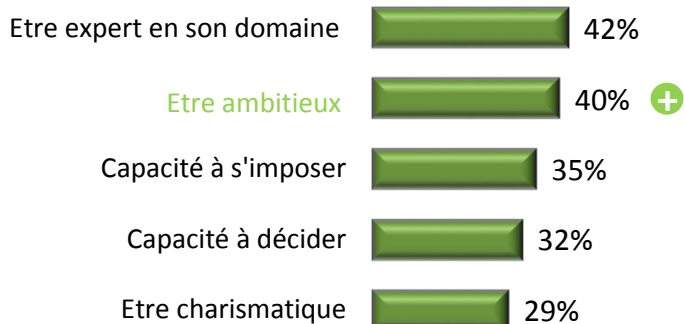 Etre expert en son domaine 42%
Etre ambitieux 40% +
Capacité à s'imposer 35%
Capacité à décider 32%
Etre charismatique 29%